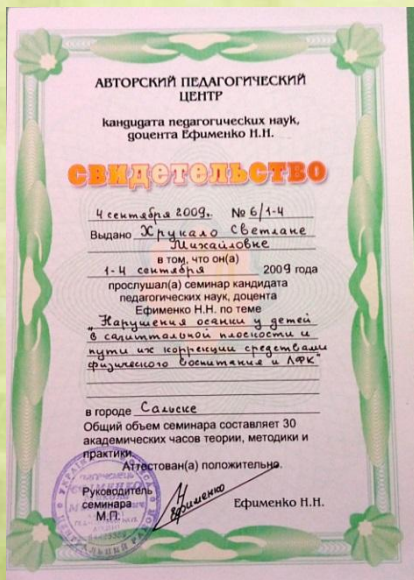 АВТОРСКИЙ ПЕДАГОГИЧЕСКИЙ
ЦЕНТР
кандидата педагогических наук,
доцента Ефименко Н.Н.
СВИДЕТЕЛЬСТВО
4 сентября 2009г. № 6/1-4
Выдано Хрукало Светлане
Михайловне
в том, что он(а)
1-4 сентября 2009 года
прослушал(а) семинар кандидата
педагогических наук, доцента
Ефименко Н.Н. по теме
"Нарушения осанки у детей
в сагиттальной плоскости и
пути их коррекции средствами
физического воспитания и ЛФК"
в городе Сальске
Общий объем семинара составляет 30
академических часов теории, методики и
практики.
Аттестован(а) положительно.
Руководитель
семинара Ефименко Н.Н.
М.П. Ефименко